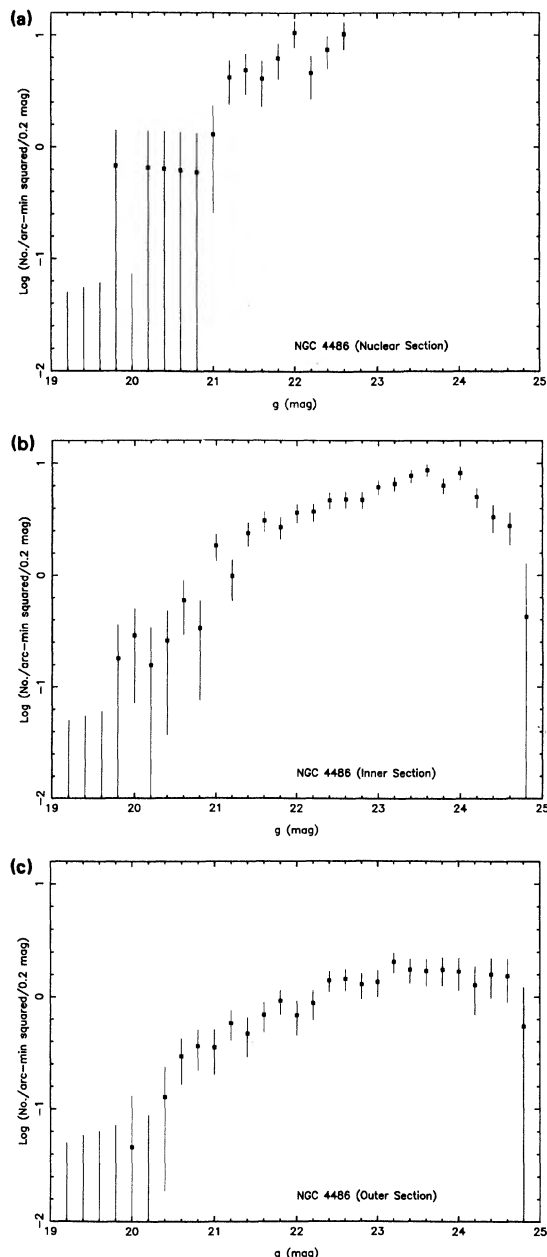 (a)
1
0
-1
-2
Log (No./arc-min squared/0.2 mag)
NGC 4486 (Nuclear Section)
19 20 21 22 23 24 25
g (mag)
(b)
1
0
-1
-2
Log (No./arc-min squared/0.2 mag)
NGC 4486 (Inner Section)
19 20 21 22 23 24 25
g (mag)
(c)
1
0
-1
-2
Log (No./arc-min squared/0.2 mag)
NGC 4486 (Outer Section)
19 20 21 22 23 24 25
g (mag)